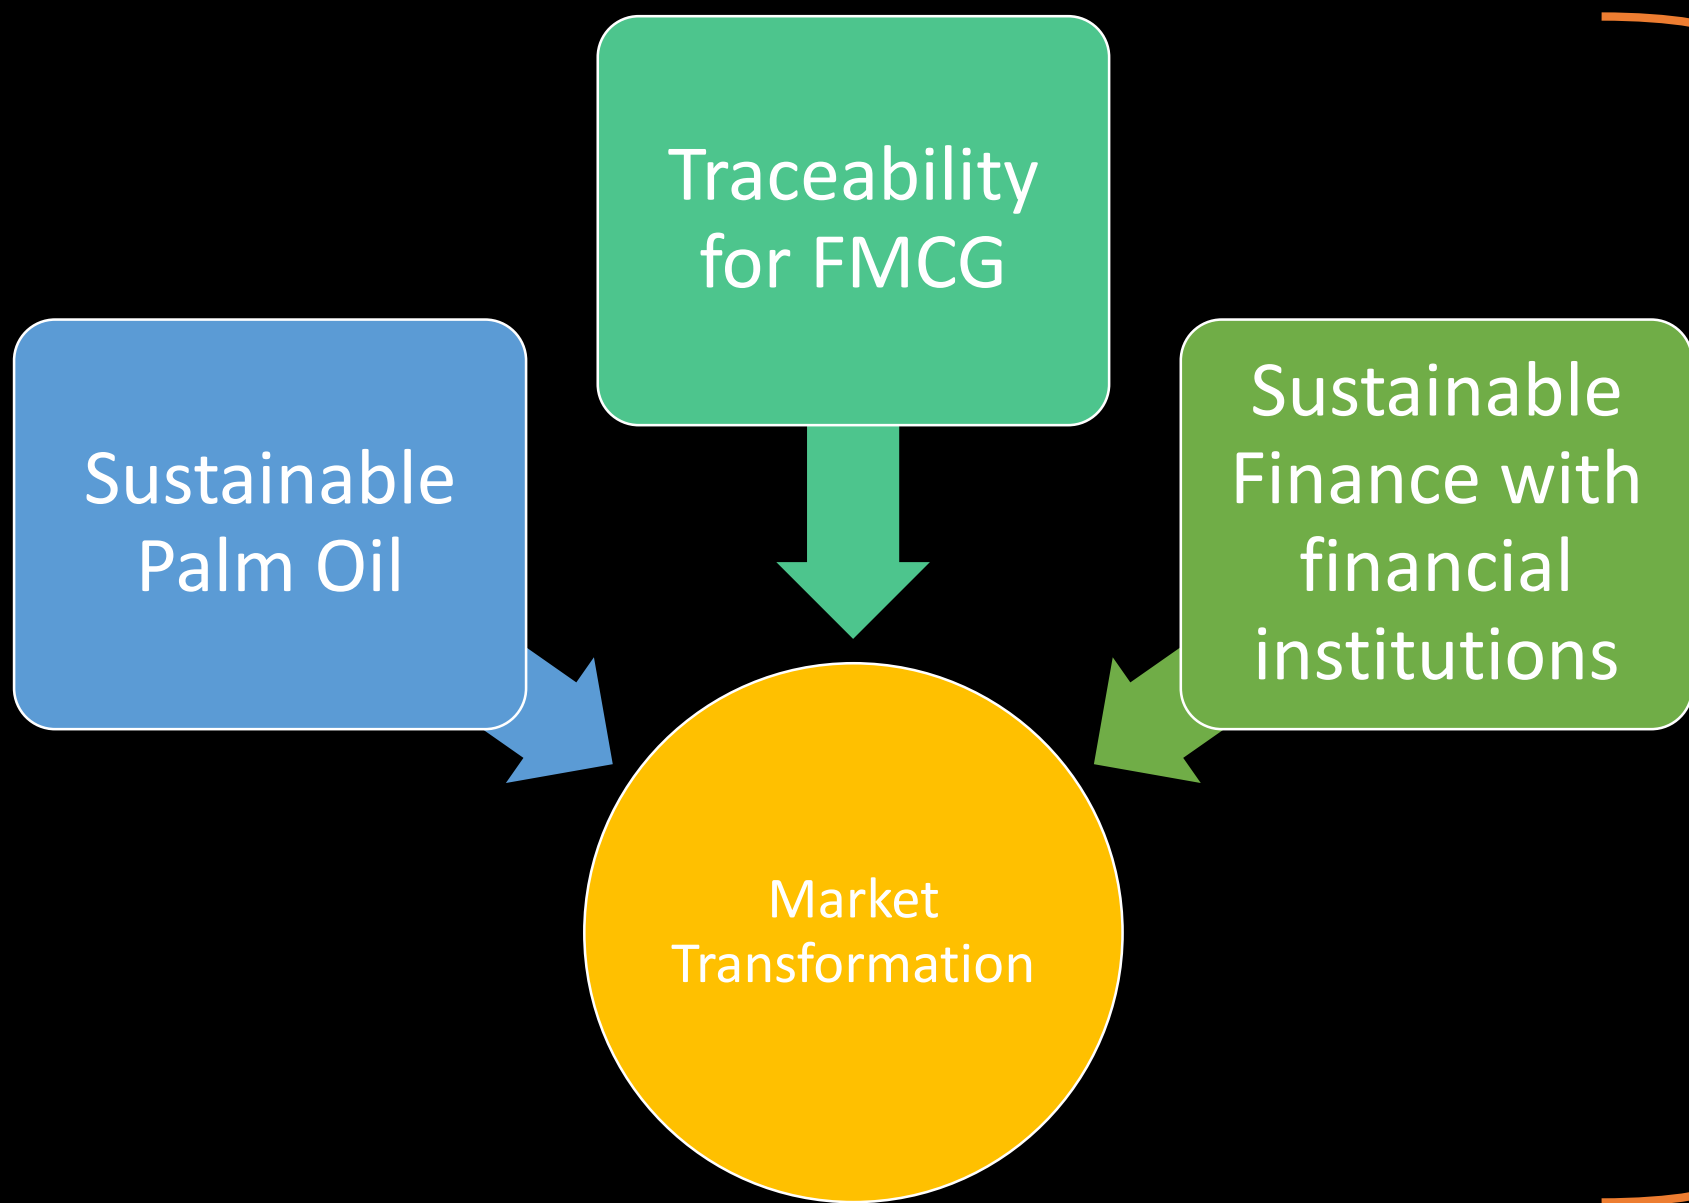 Traceability
for FMCG
Sustainable
Palm Oil
Sustainable
Finance with
financial
institutions
Market
Transformation